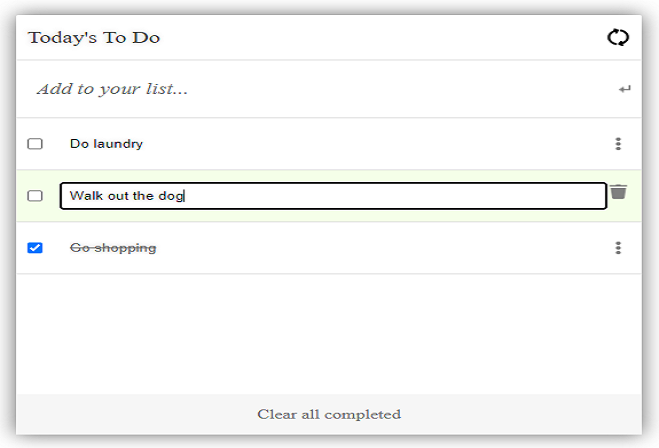 Today's To Do
Add to your list...
Do laundry
Walk out the dog
Go shopping
Clear all completed